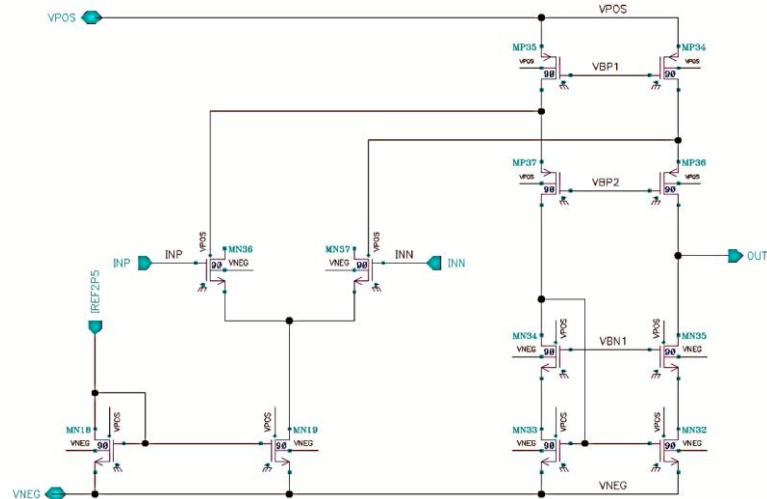 VPOS
VPOS
MP35
MP34
VPOS
90
VBP1
90
VPOS
MP37
MP36
VPOS
90
VBP2
90
VPOS
VPOS
MN36
MN37
VPOS
INP
INP
90
VNEG
VNEG
90
INN
INN
OUT
IREF2P5
MN34
VPOS
VPOS
MN35
VNEG
90
VBN1
90
VNEG
MN18
VPOS
VPOS
MN19
MN33
VPOS
VPOS
MN32
VNEG
90
90
VNEG
VNEG
90
90
VNEG
VNEG
VNEG